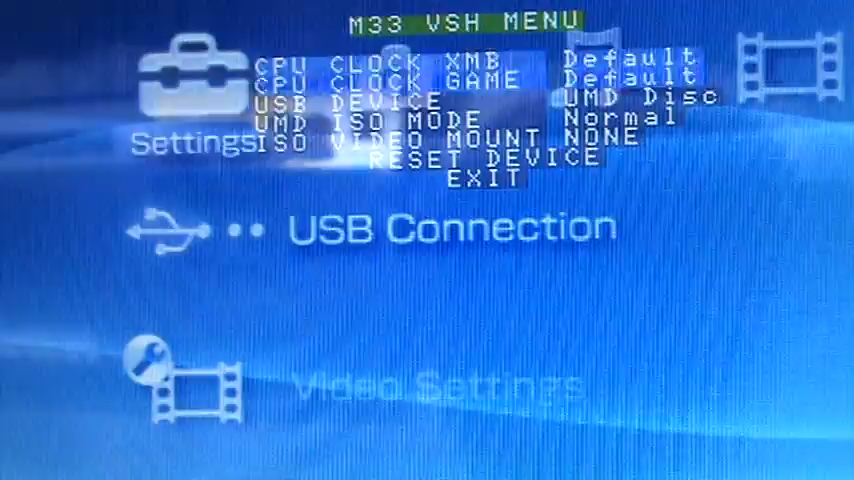 M33 VSH MENU
CPU CLOCK XMB Default
CPU CLOCK GAME Default
USB DEVICE UMD Disc
UMD ISO MODE Normal
ISO VIDEO MOUNT NONE
RESET DEVICE
EXIT
Settings
USB Connection
Video Settings